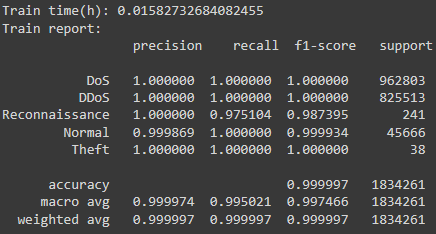 Train time(h): 0.01582732684082455
Train report:
precision recall f1-score support
DoS 1.000000 1.000000 1.000000 962803
DDoS 1.000000 1.000000 1.000000 825513
Reconnaissance 1.000000 0.975104 0.987395 241
Normal 0.999869 1.000000 0.999934 45666
Theft 1.000000 1.000000 1.000000 38
accuracy 0.999997 1834261
macro avg 0.999974 0.995021 0.997466 1834261
weighted avg 0.999997 0.999997 0.999997 1834261